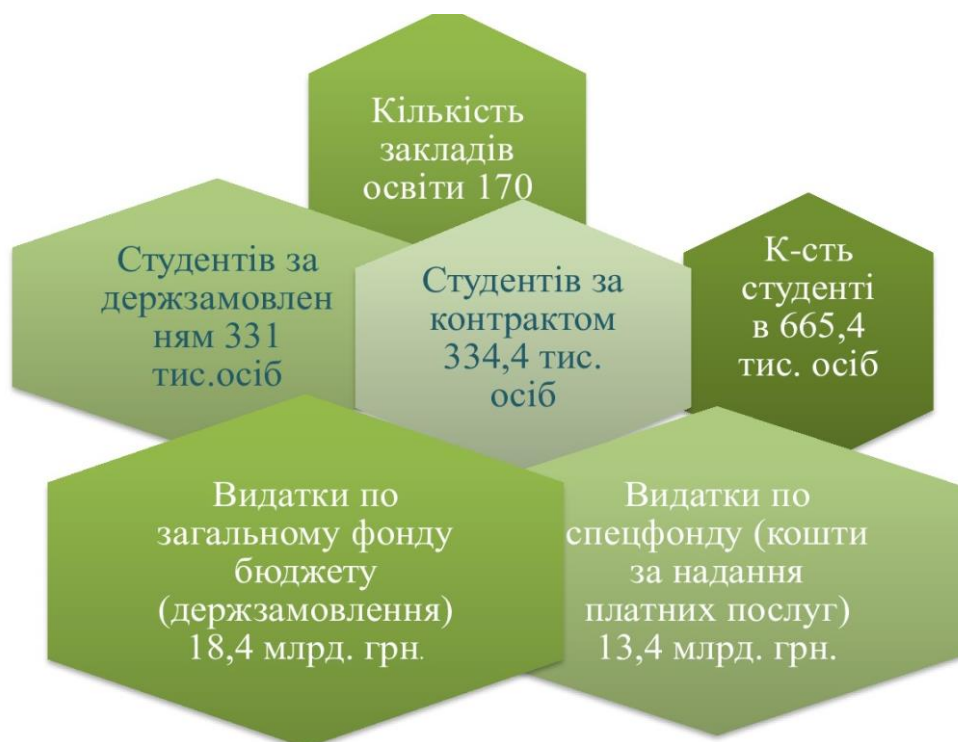 Кількість
закладів
освіти 170
Студентів за
держзамовлен
ням 331
тис.осіб
Студентів за
контрактом
334,4 тис.
осіб
К-сть
студенті
в 665,4
тис. осіб
Видатки по
загальному фонду
бюджету
(держзамовлення)
18,4 млрд. грн.
Видатки по
спецфонду (кошти
за надання
платних послуг)
13,4 млрд. грн.